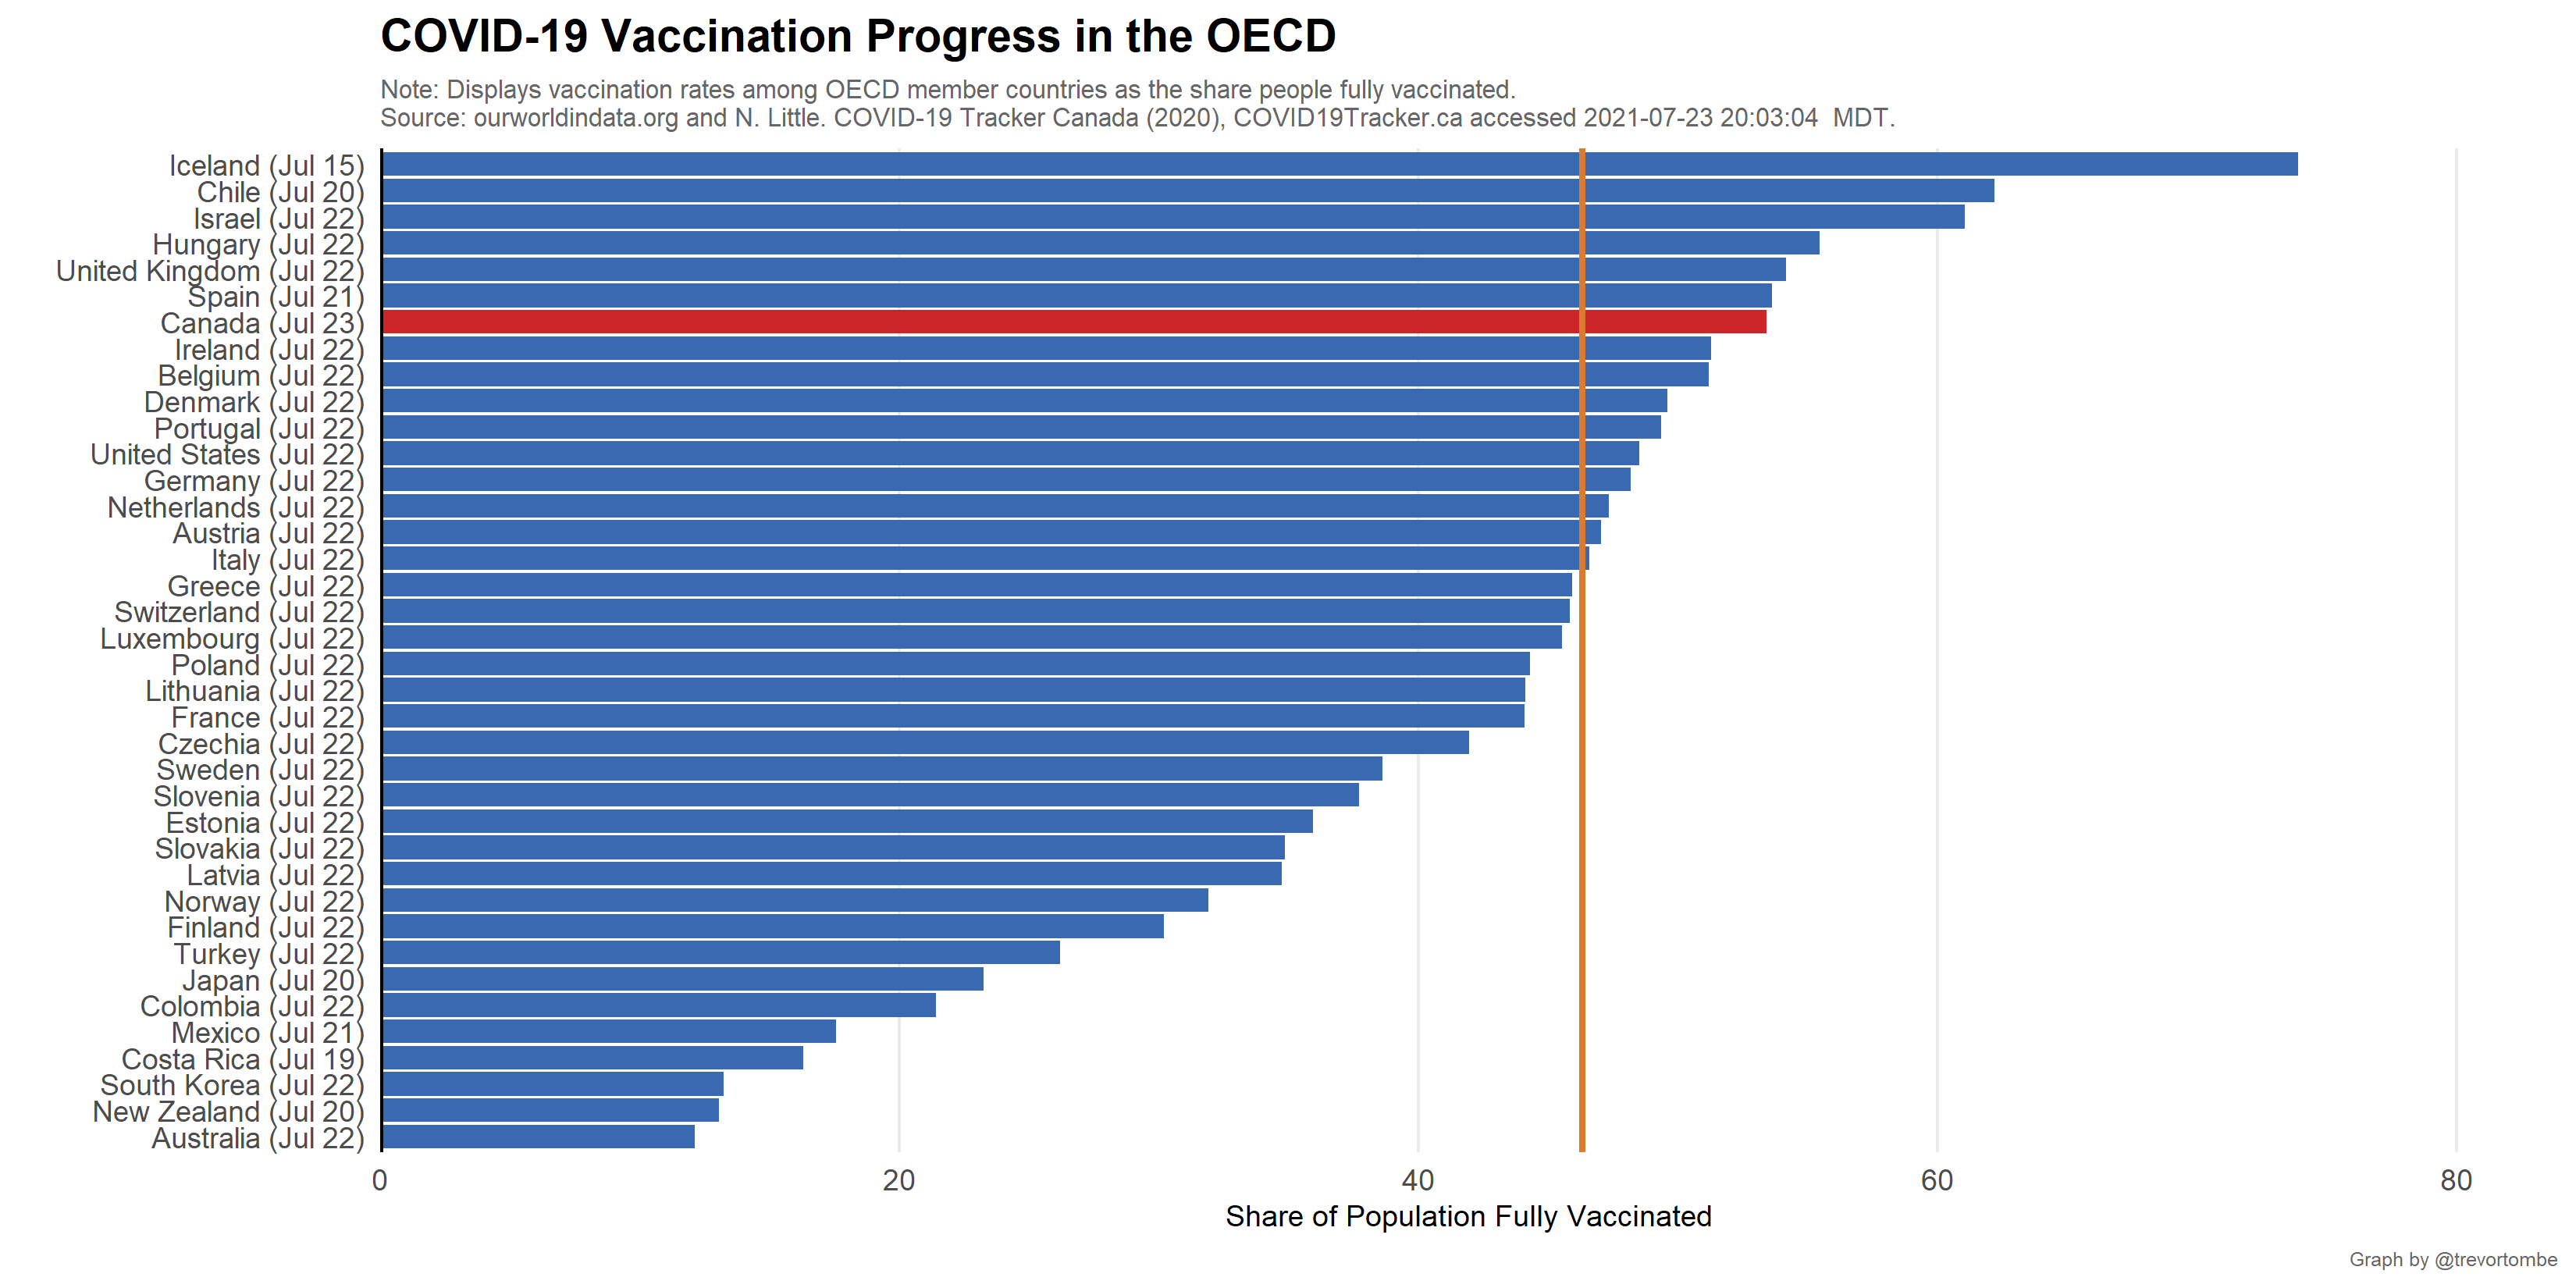 COVID-19 Vaccination Progress in the OECD
Note: Displays vaccination rates among OECD member countries as the share people fully vaccinated.
Source: ourworldindata.org and N. Little. COVID-19 Tracker Canada (2020), COVID19Tracker.ca accessed 2021-07-23 20:03:04  MDT.
Iceland (Jul 15)
Chile (Jul 20)
Israel (Jul 22)
Hungary (Jul 22)
United Kingdom (Jul 22)
Spain (Jul 21)
Canada (Jul 23)
Ireland (Jul 22)
Belgium (Jul 22)
Denmark (Jul 22)
Portugal (Jul 22)
United States (Jul 22)
Germany (Jul 22)
Netherlands (Jul 22)
Austria (Jul 22)
Italy (Jul 22)
Greece (Jul 22)
Switzerland (Jul 22)
Luxembourg (Jul 22)
Poland (Jul 22)
Lithuania (Jul 22)
France (Jul 22)
Czechia (Jul 22)
Sweden (Jul 22)
Slovenia (Jul 22)
Estonia (Jul 22)
Slovakia (Jul 22)
Latvia (Jul 22)
Norway (Jul 22)
Finland (Jul 22)
Turkey (Jul 22)
Japan (Jul 20)
Colombia (Jul 22)
Mexico (Jul 21)
Costa Rica (Jul 19)
South Korea (Jul 22)
New Zealand (Jul 20)
Australia (Jul 22)
0 20 40 60 80
Share of Population Fully Vaccinated
Graph by @trevortombe